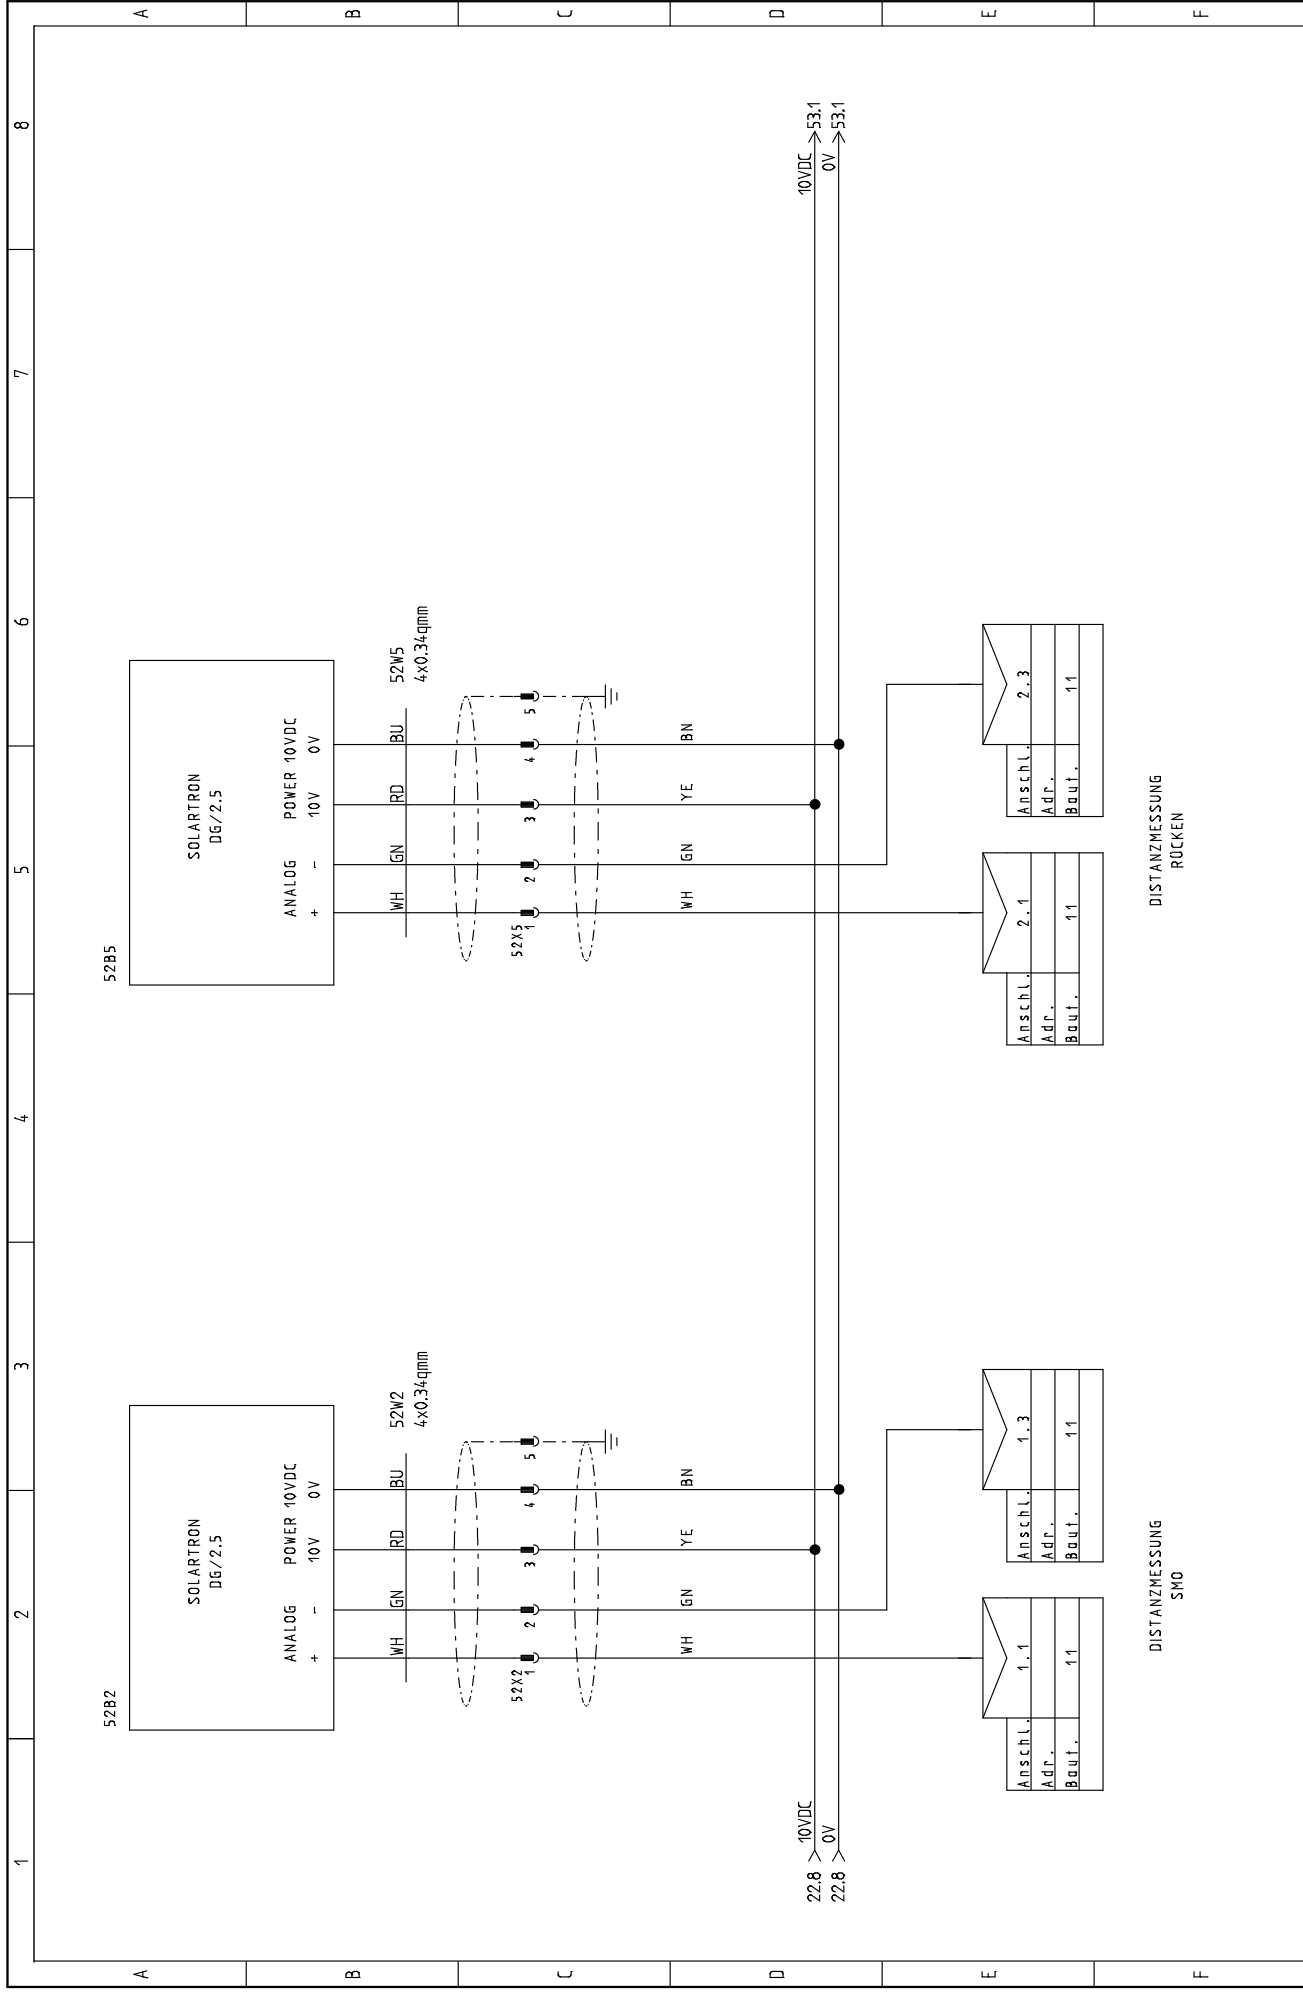 1 2 3 4 5 6 7 8
A A
52B2
52B5
SOLARTRON
DG/2.5
SOLARTRON
DG/2.5
ANALOG POWER 10VDC
+ - 10V 0V
ANALOG POWER 10VDC
+ - 10V 0V
B B
WH GN RD BU 52W2
4x0.34qmm
WH GN RD BU 52W5
4x0.34qmm
52X2
1 2 3 4 5
52X5
1 2 3 4 5
C C
WH GN YE BN
WH GN YE BN
D D
22.8 10VDC 10VDC 53.1
22.8 0V 0V 53.1
E E
Anschl. 1.1
Adr.
Baut. 11
Anschl. 1.3
Adr.
Baut. 11
Anschl. 2.1
Adr.
Baut. 11
Anschl. 2.3
Adr.
Baut. 11
DISTANZMESSUNG
SMO
DISTANZMESSUNG
RÜCKEN
F F